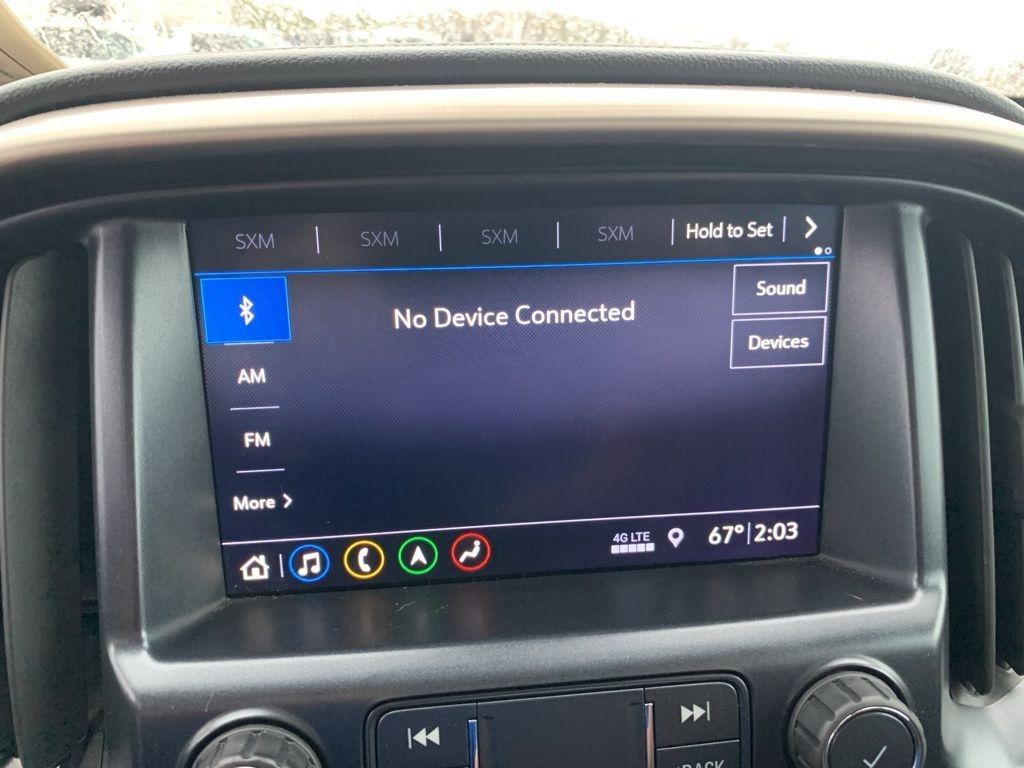 SXM SXM SXM SXM Hold to Set
No Device Connected
Sound
Devices
AM
FM
More
4G LTE 67° 2:03
BACK